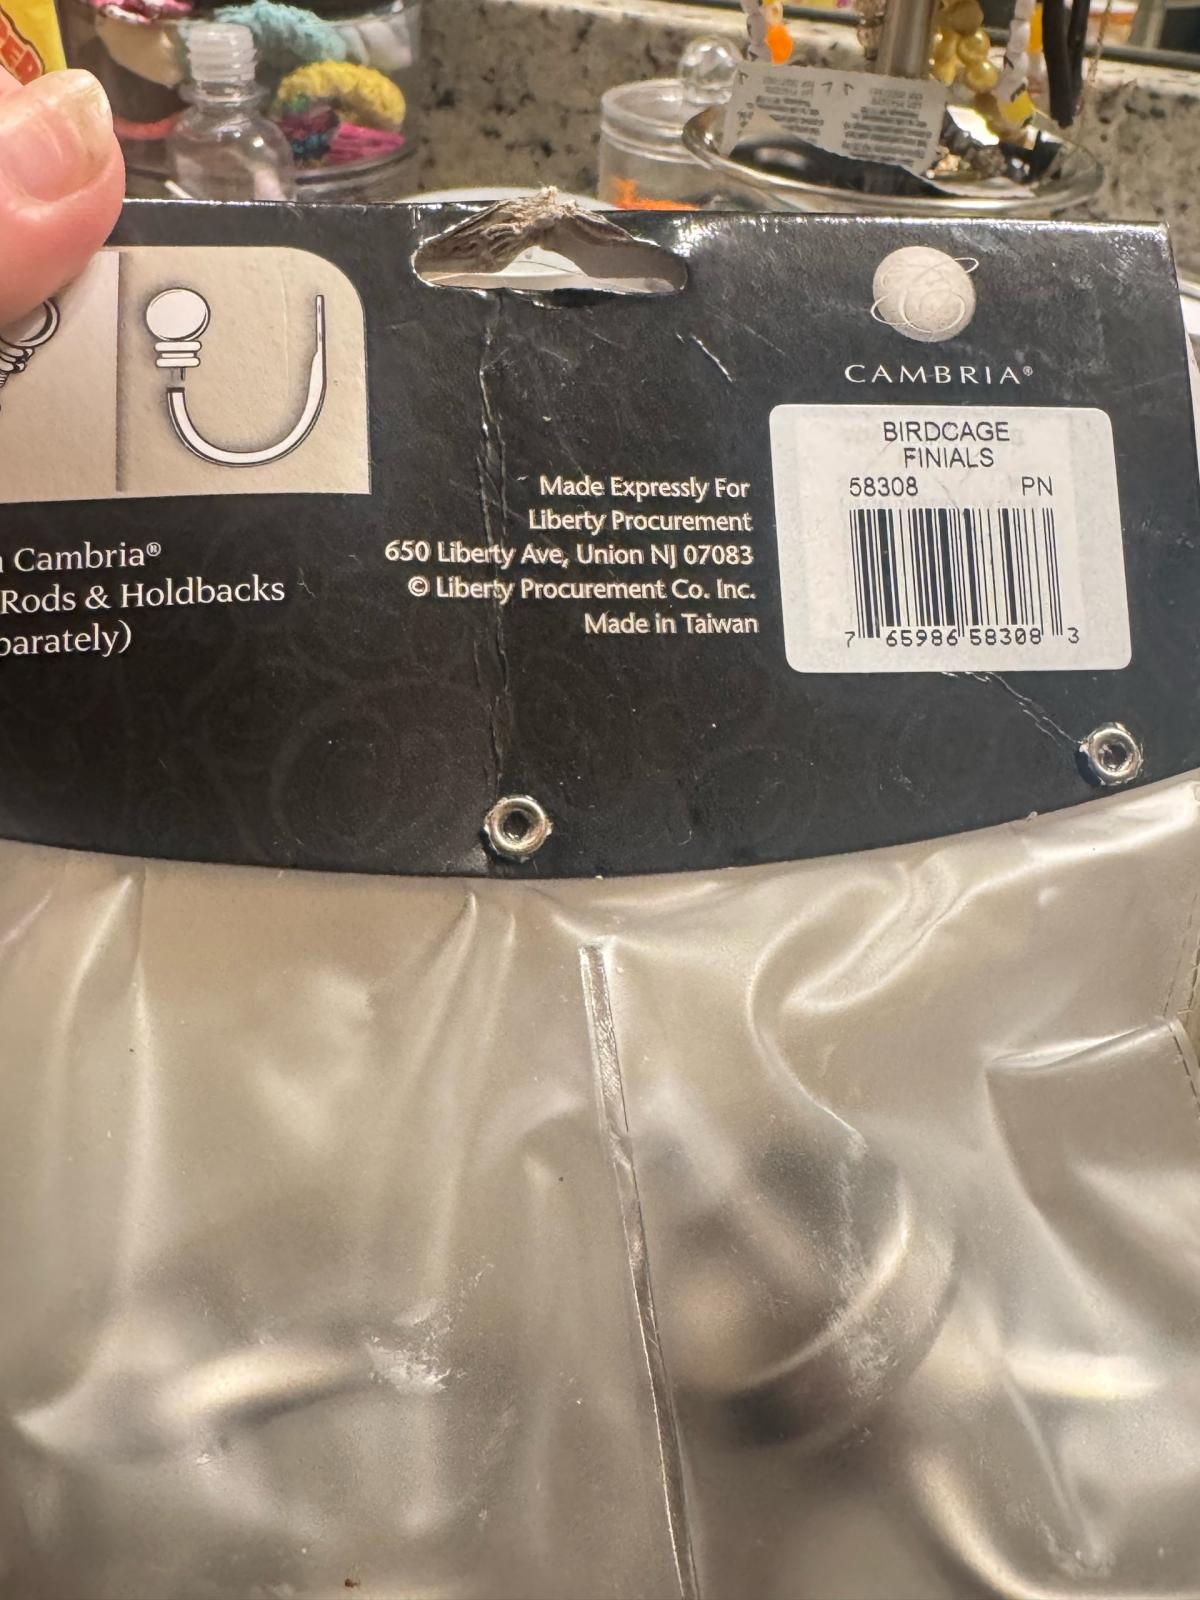 CAMBRIA®
BIRDCAGE
FINIALS
58308 PN
7 65986 58308 3
Made Expressly For
Liberty Procurement
650 Liberty Ave, Union NJ 07083
© Liberty Procurement Co. Inc.
Made in Taiwan
Cambria®
Rods & Holdbacks